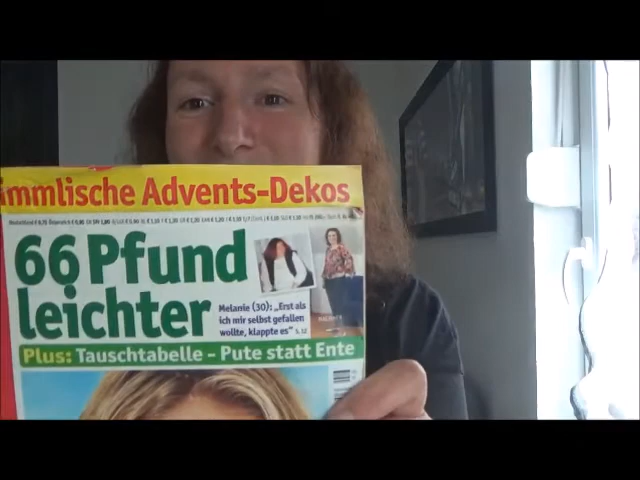 immlische Advents-Dekos
66 Pfund
leichter
Melanie (30): „Erst als
ich mir selbst gefallen
wollte, klappte es"
Plus: Tauschtabelle - Pute statt Ente